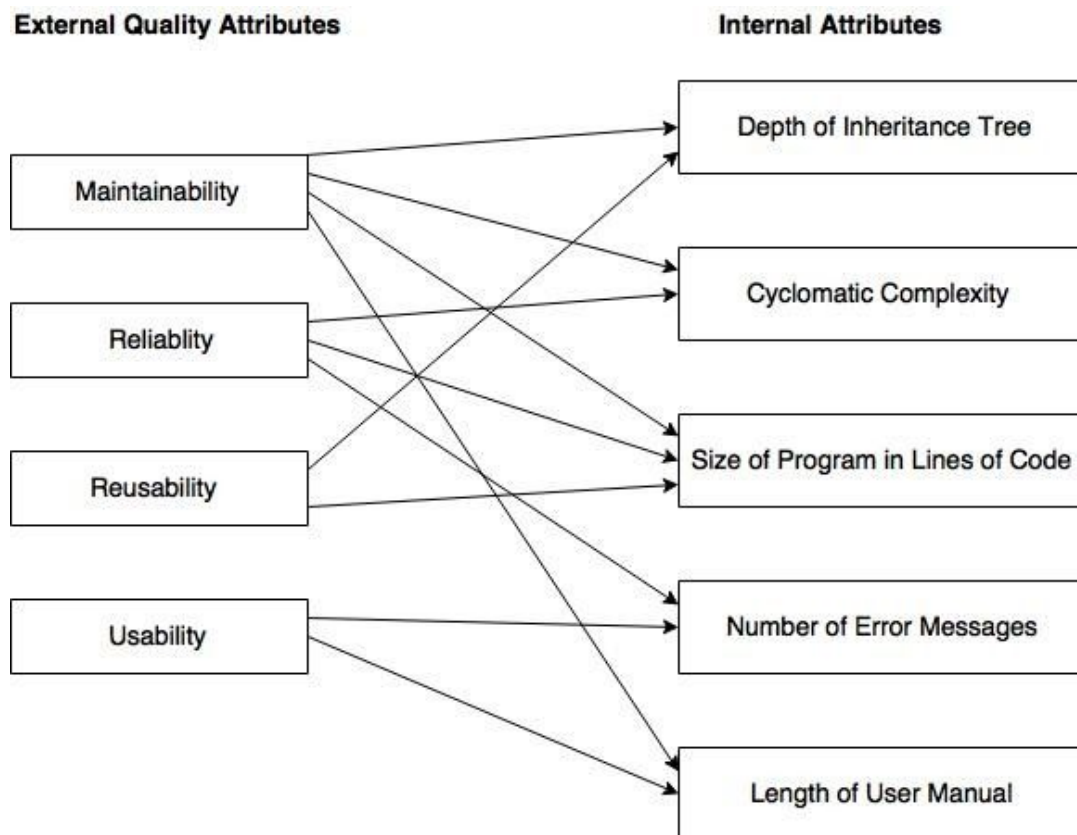 External Quality Attributes
Internal Attributes
Maintainability
Reliablity
Reusability
Usability
Depth of Inheritance Tree
Cyclomatic Complexity
Size of Program in Lines of Code
Number of Error Messages
Length of User Manual